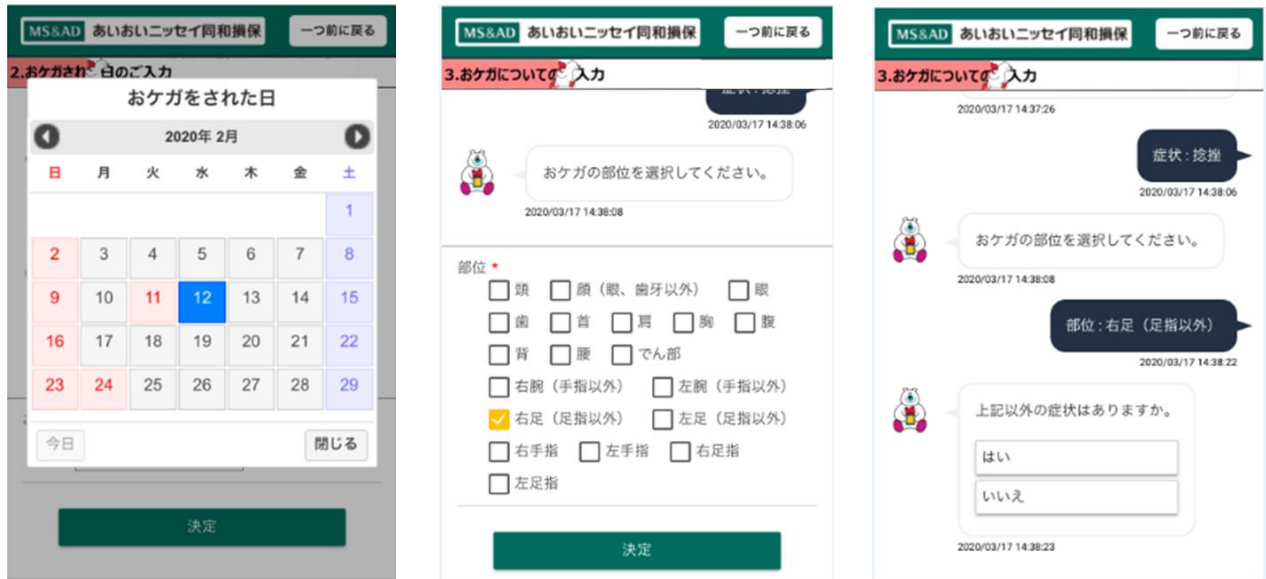 MS&AD あいおいニッセイ同和損保 一つ前に戻る
2.おケガされ 日のご入力
おケガをされた日
2020年 2月
日 月 火 水 木 金 土
1
2 3 4 5 6 7 8
9 10 11 12 13 14 15
16 17 18 19 20 21 22
23 24 25 26 27 28 29
今日 閉じる
決定
MS&AD あいおいニッセイ同和損保 一つ前に戻る
3.おケガについての 入力
症状 : 捻挫
2020/03/17 14:38:06
おケガの部位を選択してください。
2020/03/17 14:38:08
部位 *
頭 顔（眼、歯牙以外） 眼
歯 首 肩 胸 腹
背 腰 でん部
右腕（手指以外） 左腕（手指以外）
右足（足指以外） 左足（足指以外）
右手指 左手指 右足指
左足指
決定
MS&AD あいおいニッセイ同和損保 一つ前に戻る
3.おケガについての 入力
2020/03/17 14:37:26
症状 : 捻挫
2020/03/17 14:38:06
おケガの部位を選択してください。
2020/03/17 14:38:08
部位 : 右足（足指以外）
2020/03/17 14:38:22
上記以外の症状はありますか。
はい
いいえ
2020/03/17 14:38:23